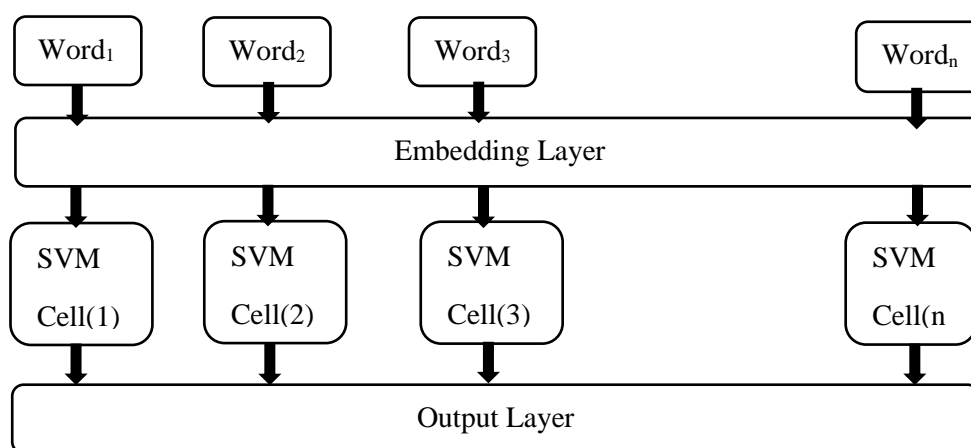 Word₁ Word₂ Word₃ Wordₙ
Embedding Layer
SVM SVM SVM SVM
Cell(1) Cell(2) Cell(3) Cell(n
Output Layer